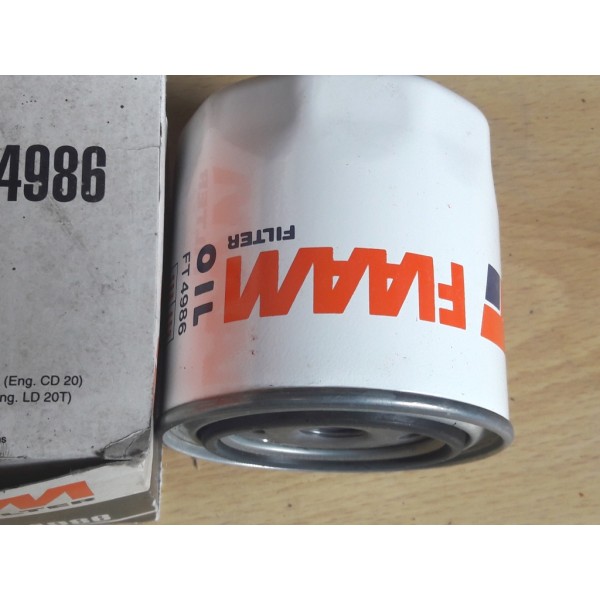 4986
(Eng. CD 20)
ng. LD 20T)
FIAAM
FILTER
OIL
FT 4986